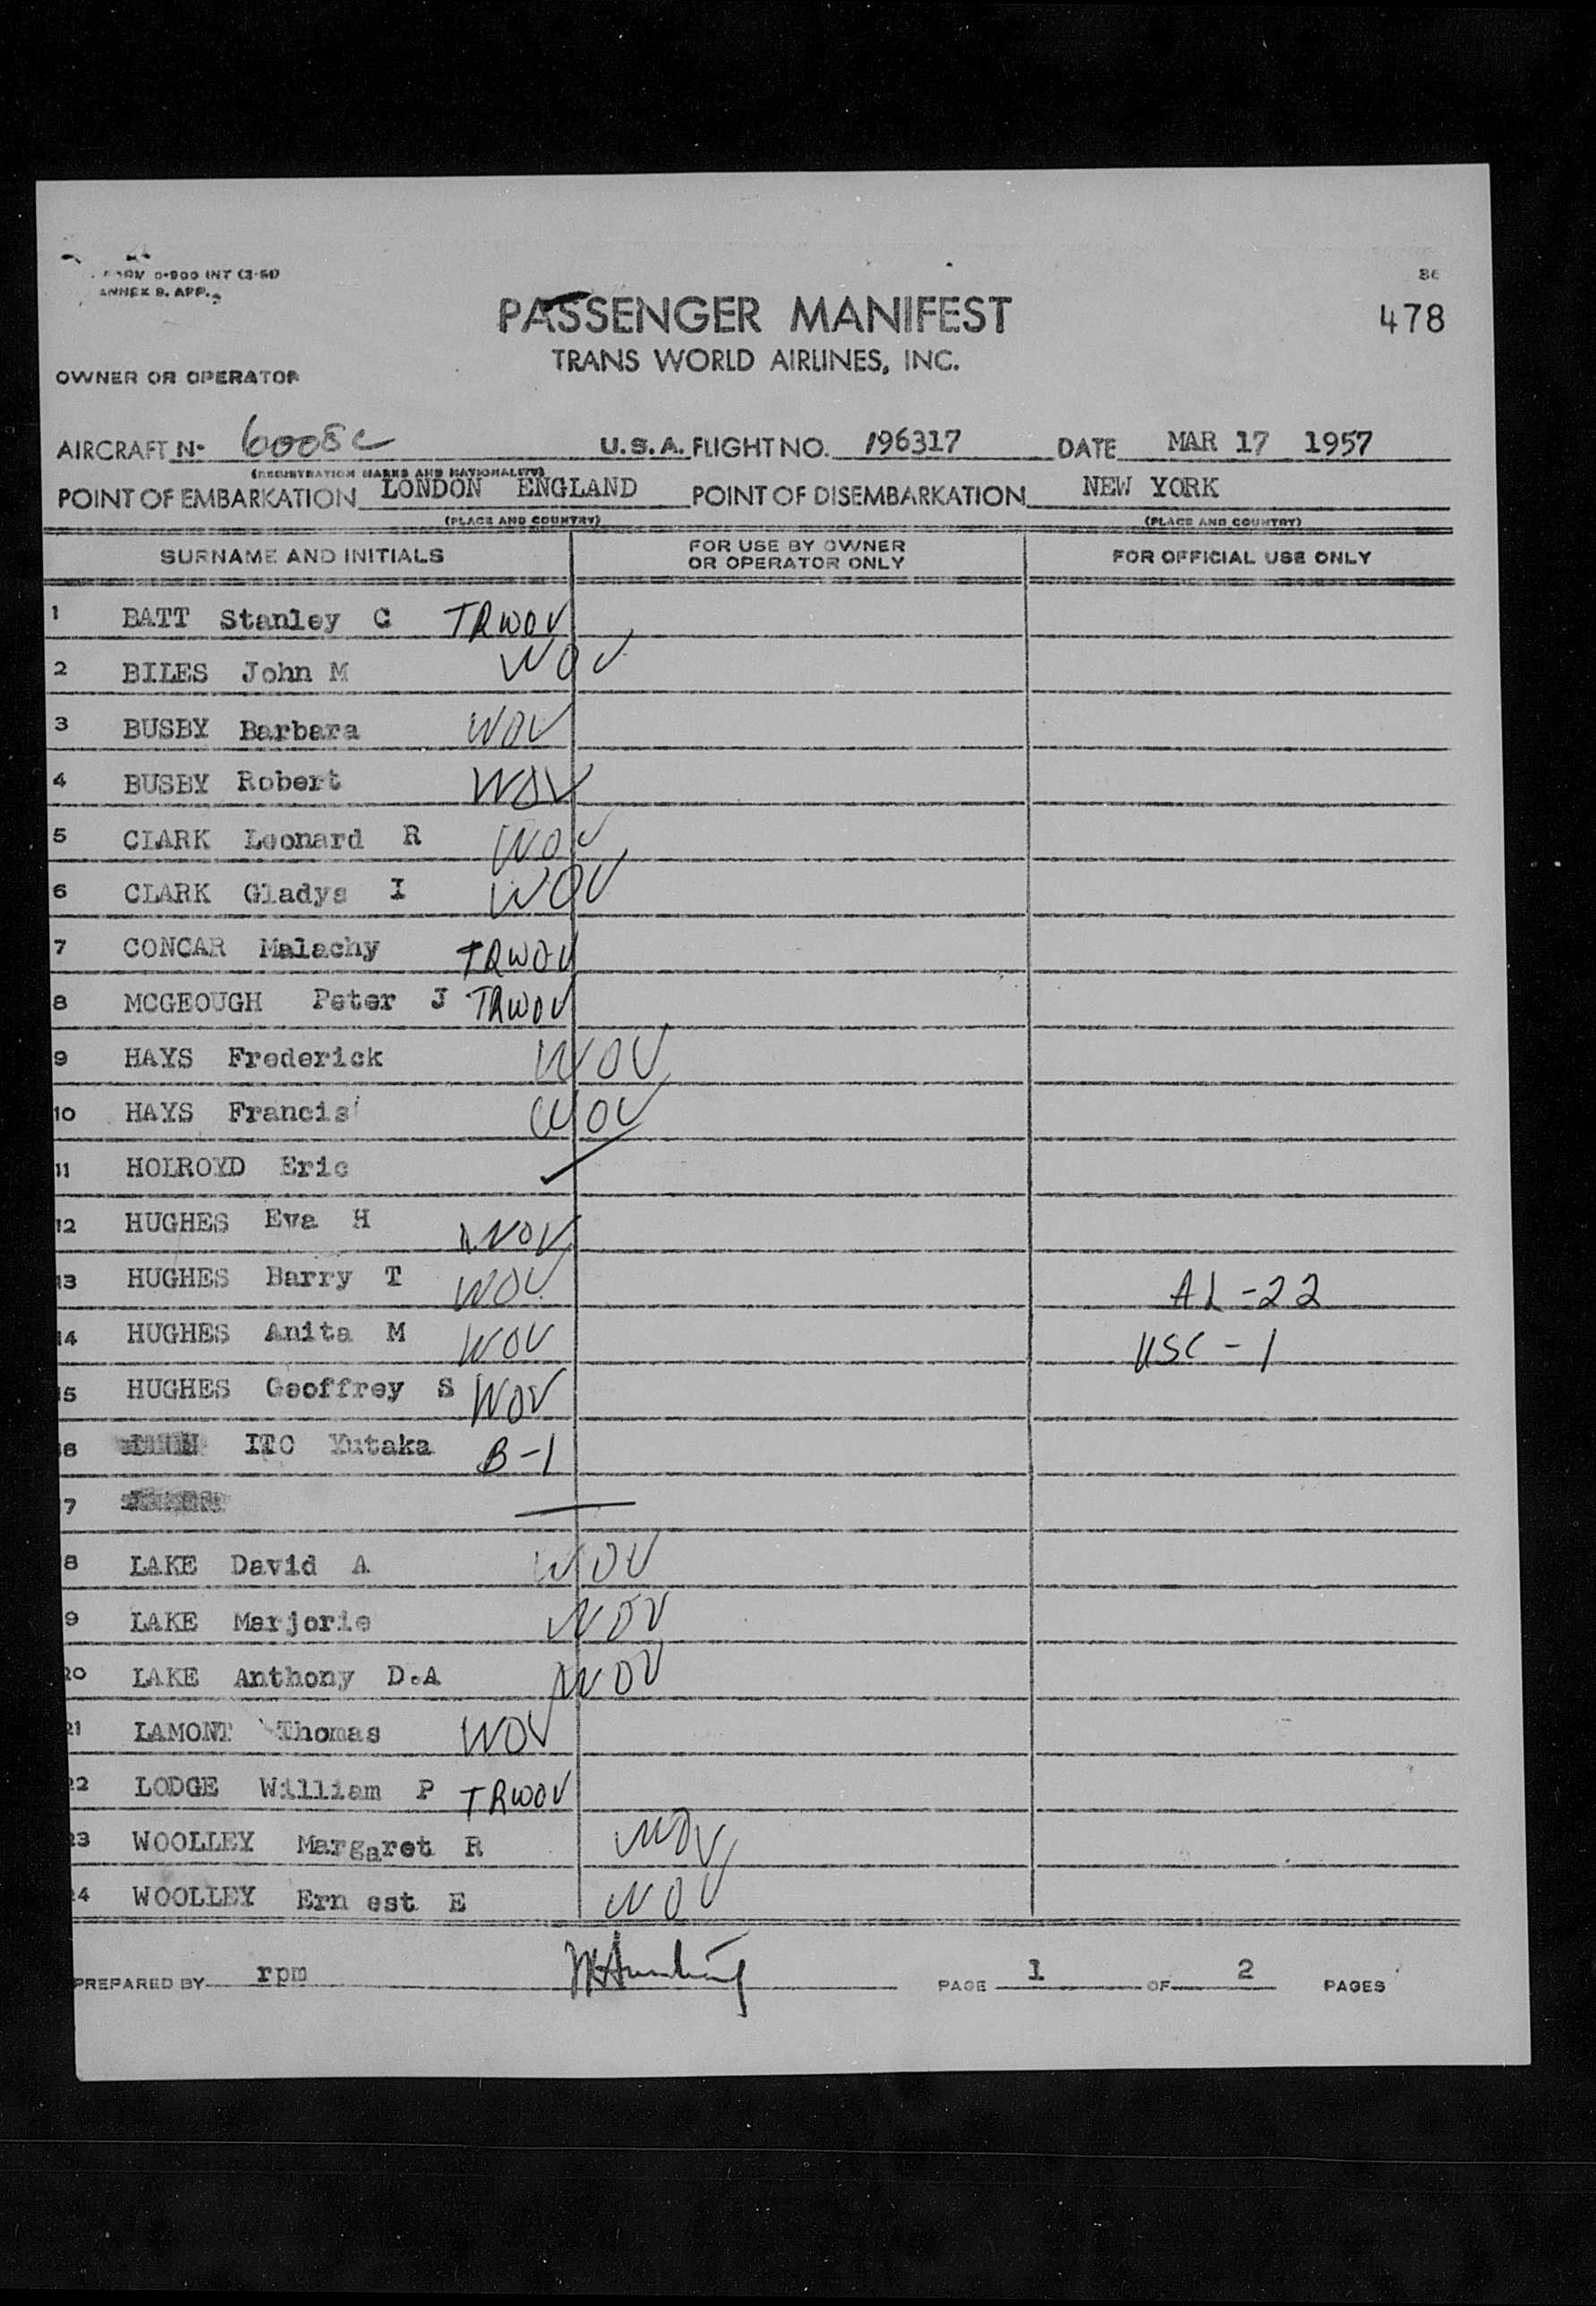 FORM O-900 INT (3-51)
ANNEX 9. APP.
86
PASSENGER MANIFEST
478
TRANS WORLD AIRLINES, INC.
OWNER OR OPERATOR
AIRCRAFT N- 6008C U.S.A. FLIGHT NO. 196317 DATE MAR 17 1957
(REGISTRATION MARKS AND NATIONALITY)
POINT OF EMBARKATION LONDON ENGLAND POINT OF DISEMBARKATION NEW YORK
(PLACE AND COUNTRY) (PLACE AND COUNTRY)
SURNAME AND INITIALS FOR USE BY OWNER OR OPERATOR ONLY FOR OFFICIAL USE ONLY
1 BATT Stanley G TRWOV
2 BILES John M WOV
3 BUSBY Barbara WOV
4 BUSBY Robert WOV
5 CLARK Leonard R WOV
6 CLARK Gladys I WOV
7 CONCAR Malachy TRWOV
8 MCGEOUGH Peter J TRWOV
9 HAYS Frederick WOV
10 HAYS Francis WOV
11 HOLROYD Eric
12 HUGHES Eva H WOV
13 HUGHES Barry T WOV AL-22
14 HUGHES Anita M WOV USC-1
15 HUGHES Geoffrey S WOV
16 ITO Yutaka B-1
17
18 LAKE David A WOV
19 LAKE Marjorie WOV
20 LAKE Anthony D.A WOV
21 LAMONT Thomas WOV
22 LODGE William P TRWOV
23 WOOLLEY Margaret R WOV
24 WOOLLEY Ern est E WOV
PREPARED BY rpm PAGE 1 OF 2 PAGES